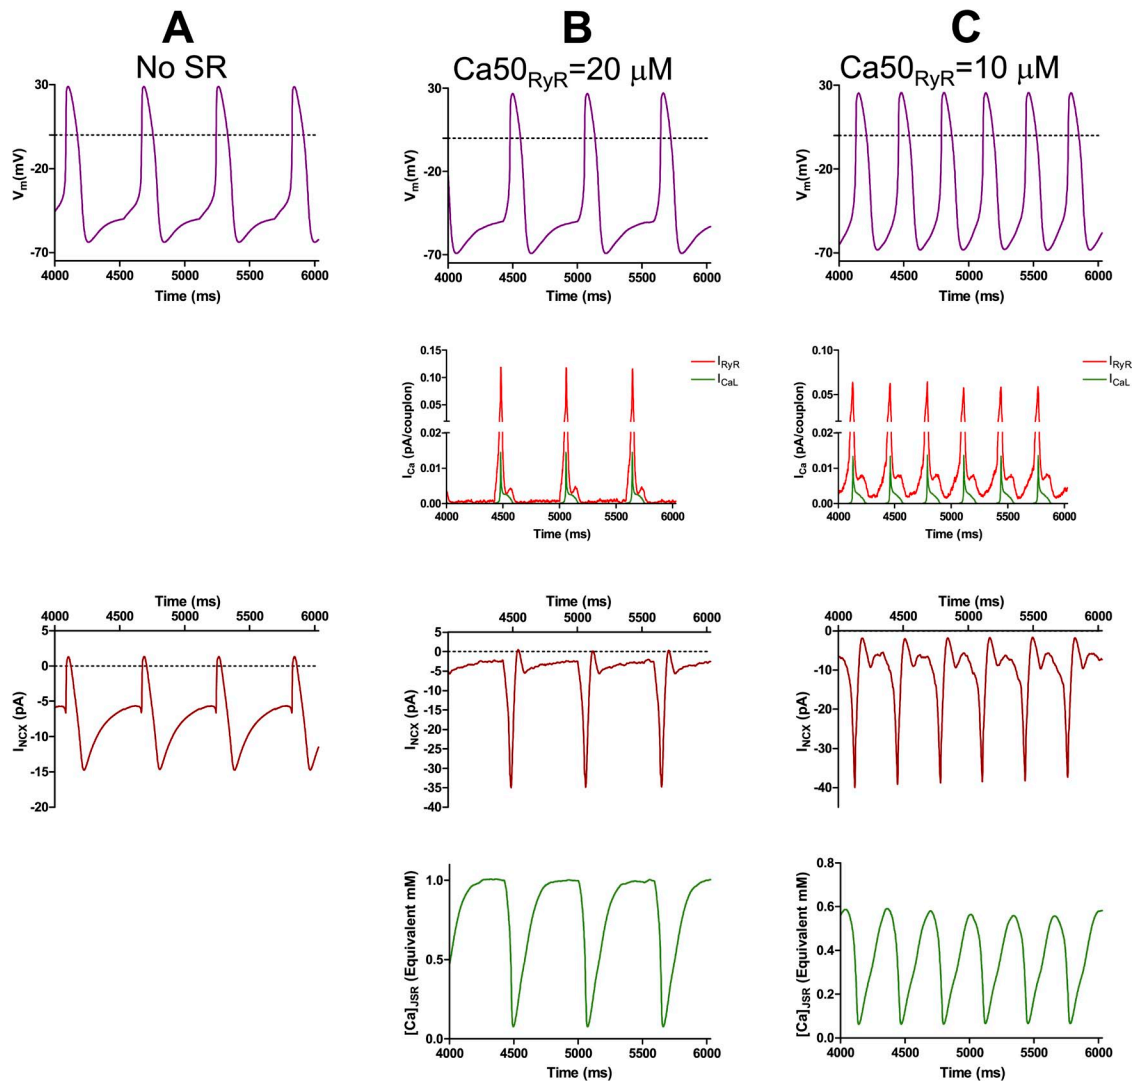 A
No SR
30
-20
-70
Vm(mV)
4000 4500 5000 5500 6000
Time (ms)
B
Ca50RyR=20 μM
30
-20
-70
Vm(mV)
4000 4500 5000 5500 6000
Time (ms)
C
Ca50RyR=10 μM
30
-20
-70
Vm(mV)
4000 4500 5000 5500 6000
Time (ms)
0.15
0.10
0.05
0.02
0.01
0.00
ICa (pA/couplon)
4000 4500 5000 5500 6000
Time (ms)
IRyR
ICaL
0.10
0.05
0.02
0.01
0.00
ICa (pA/couplon)
4000 4500 5000 5500 6000
Time (ms)
IRyR
ICaL
Time (ms)
4000 4500 5000 5500 6000
5
0
-5
-10
-15
-20
INCX (pA)
Time (ms)
4000 4500 5000 5500 6000
5
0
-5
-10
-15
-20
-25
-30
-35
-40
INCX (pA)
Time (ms)
4000 4500 5000 5500 6000
0
-10
-20
-30
-40
INCX (pA)
1.0
0.5
0.0
[Ca]JSR (Equivalent mM)
4000 4500 5000 5500 6000
Time (ms)
0.8
0.6
0.4
0.2
0.0
[Ca]JSR (Equivalent mM)
4000 4500 5000 5500 6000
Time (ms)